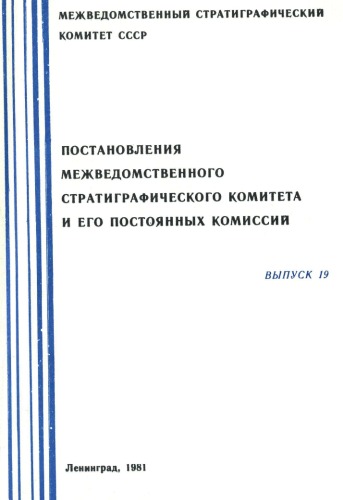 МЕЖВЕДОМСТВЕННЫЙ СТРАТИГРАФИЧЕСКИЙ
КОМИТЕТ СССР
ПОСТАНОВЛЕНИЯ
МЕЖВЕДОМСТВЕННОГО
СТРАТИГРАФИЧЕСКОГО КОМИТЕТА
И ЕГО ПОСТОЯННЫХ КОМИССИЙ
ВЫПУСК 19
Ленинград, 1981